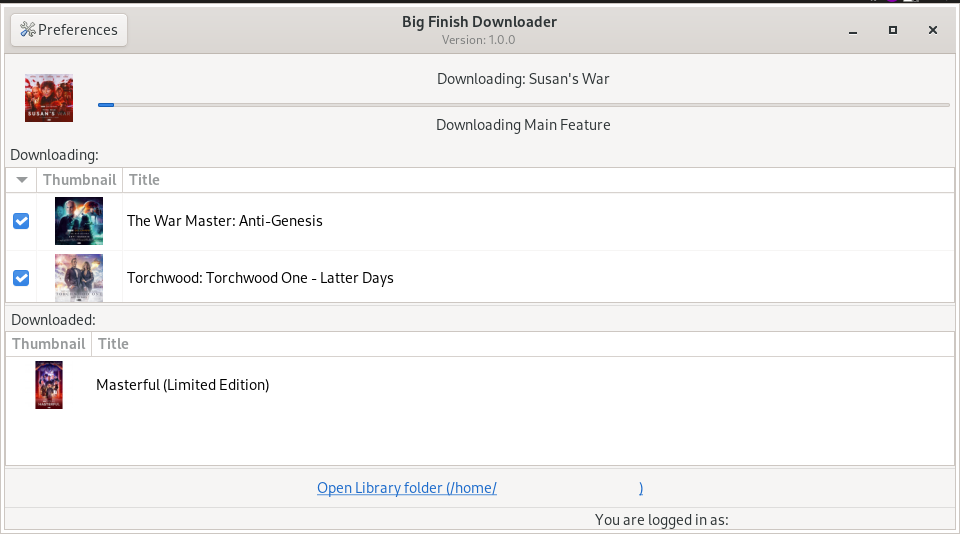 Preferences
Big Finish Downloader
Version: 1.0.0
Downloading: Susan's War
SUSAN'S WAR
Downloading Main Feature
Downloading:
Thumbnail Title
The War Master: Anti-Genesis
Torchwood: Torchwood One - Latter Days
Downloaded:
Thumbnail Title
Masterful (Limited Edition)
Open Library folder (/home/ )
You are logged in as: